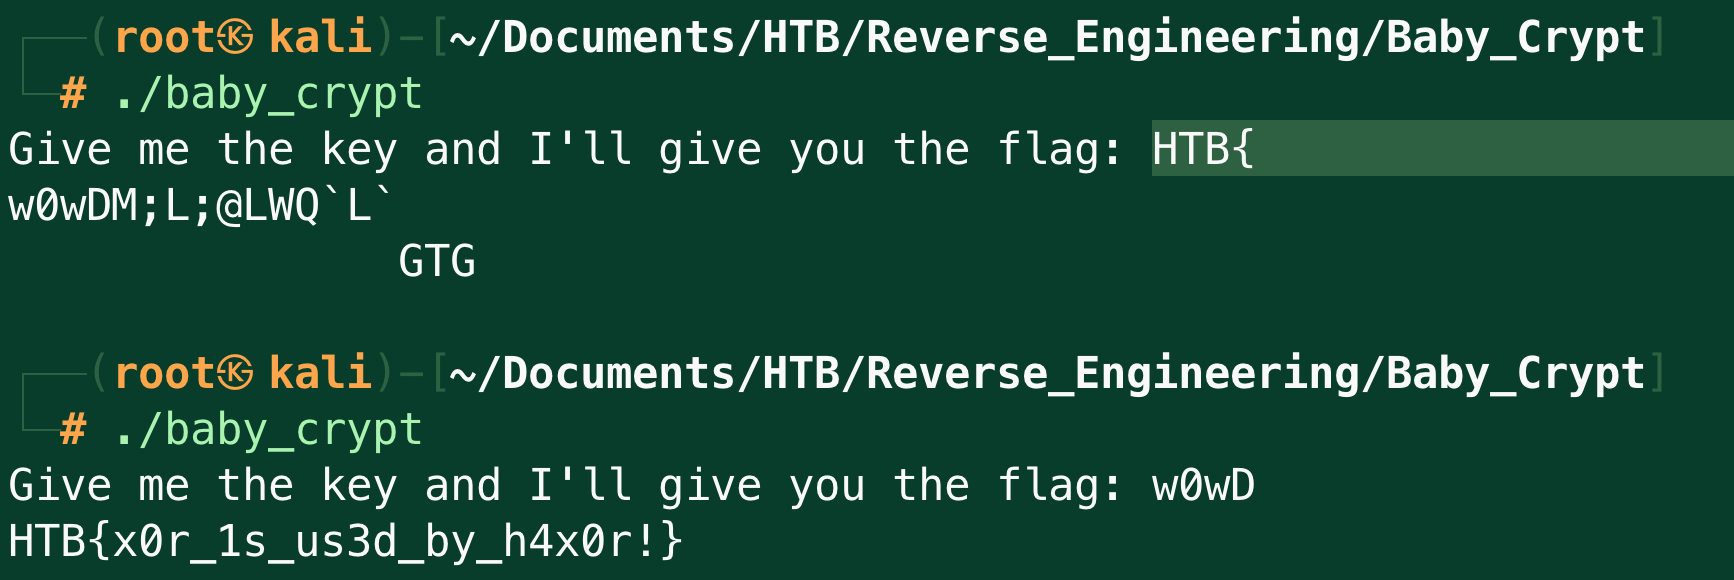 ┌──(root㉿kali)-[~/Documents/HTB/Reverse_Engineering/Baby_Crypt]
└─# ./baby_crypt
Give me the key and I'll give you the flag: HTB{
w0wDM;L;@LWQ`L`
               GTG

┌──(root㉿kali)-[~/Documents/HTB/Reverse_Engineering/Baby_Crypt]
└─# ./baby_crypt
Give me the key and I'll give you the flag: w0wD
HTB{x0r_1s_us3d_by_h4x0r!}